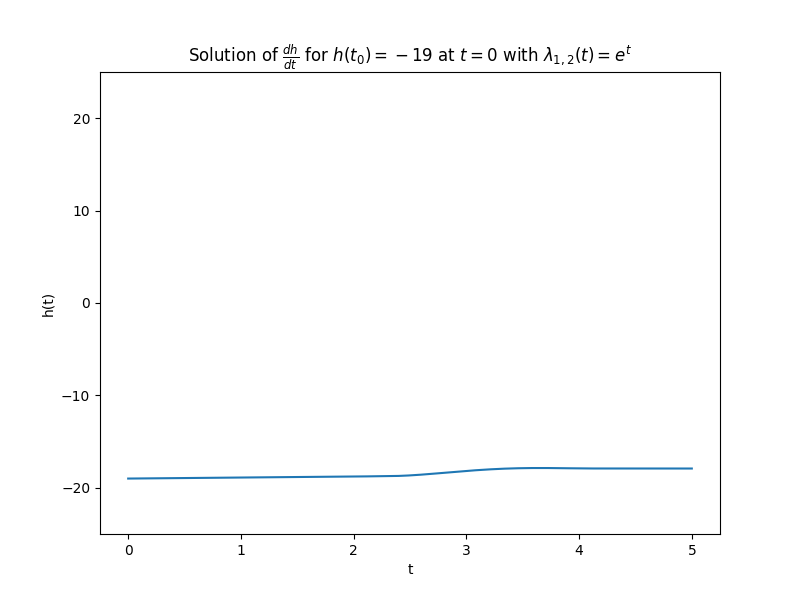 Solution of dh/dt for h(t₀) = −19 at t = 0 with λ₁,₂(t) = eᵗ
20
10
0
−10
−20
h(t)
0 1 2 3 4 5
t